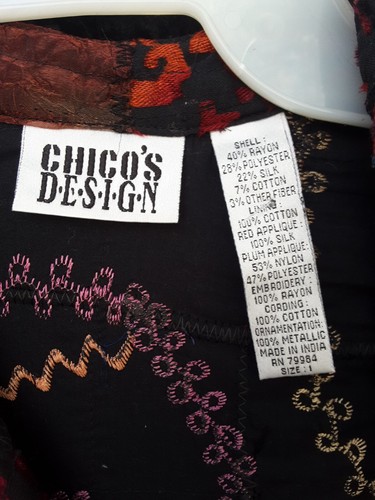 CHICO'S
D·E·S·I·G·N
SHELL:
40% RAYON
28% POLYESTER
22% SILK
7% COTTON
3% OTHER FIBER
LINING:
100% COTTON
RED APPLIQUE:
100% SILK
PLUM APPLIQUE:
53% NYLON
47% POLYESTER
EMBROIDERY:
100% RAYON
CORDING:
100% COTTON
ORNAMENTATION:
100% METALLIC
MADE IN INDIA
RN 79984
SIZE: 1